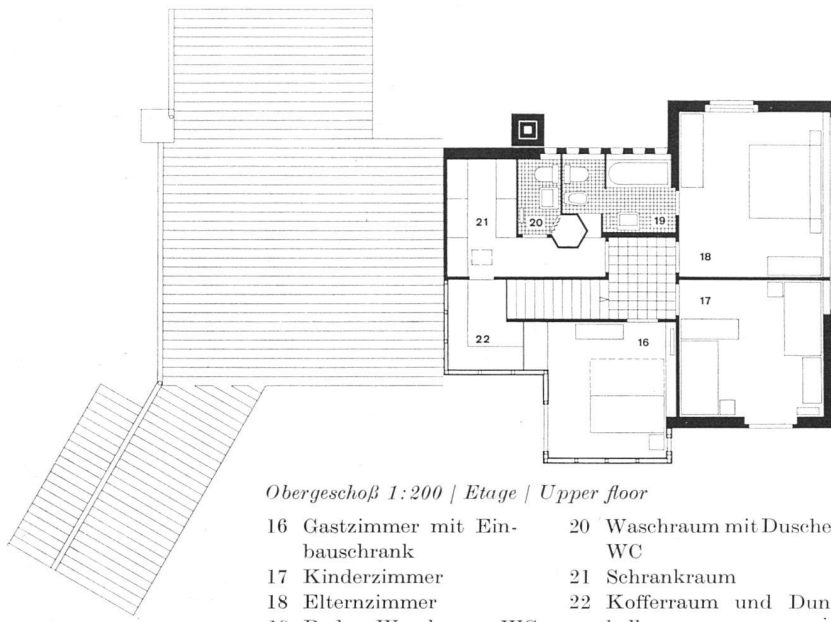 21
20
19
18
17
22
16
Obergeschoß 1:200 | Etage | Upper floor
16 Gastzimmer mit Ein-
bauschrank
17 Kinderzimmer
18 Elternzimmer
20 Waschraum mit Dusche
WC
21 Schrankraum
22 Kofferraum und Dun